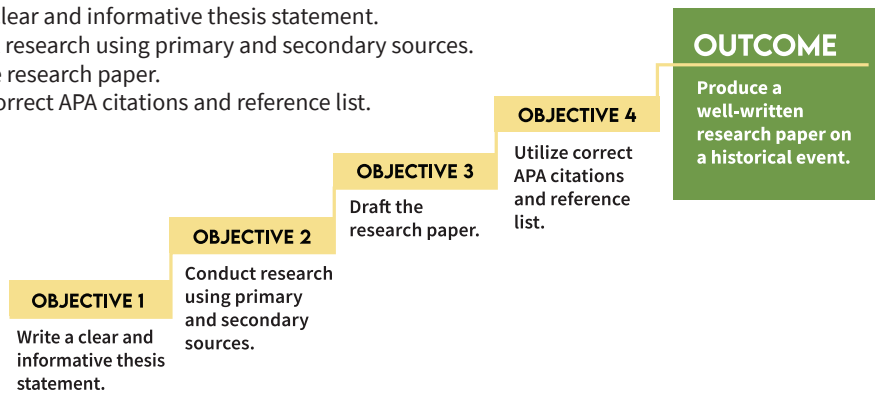 lear and informative thesis statement.
research using primary and secondary sources.
research paper.
orrect APA citations and reference list.
OUTCOME
Produce a
well-written
research paper on
a historical event.
OBJECTIVE 4
Utilize correct
APA citations
and reference
list.
OBJECTIVE 3
Draft the
research paper.
OBJECTIVE 2
Conduct research
using primary
and secondary
sources.
OBJECTIVE 1
Write a clear and
informative thesis
statement.